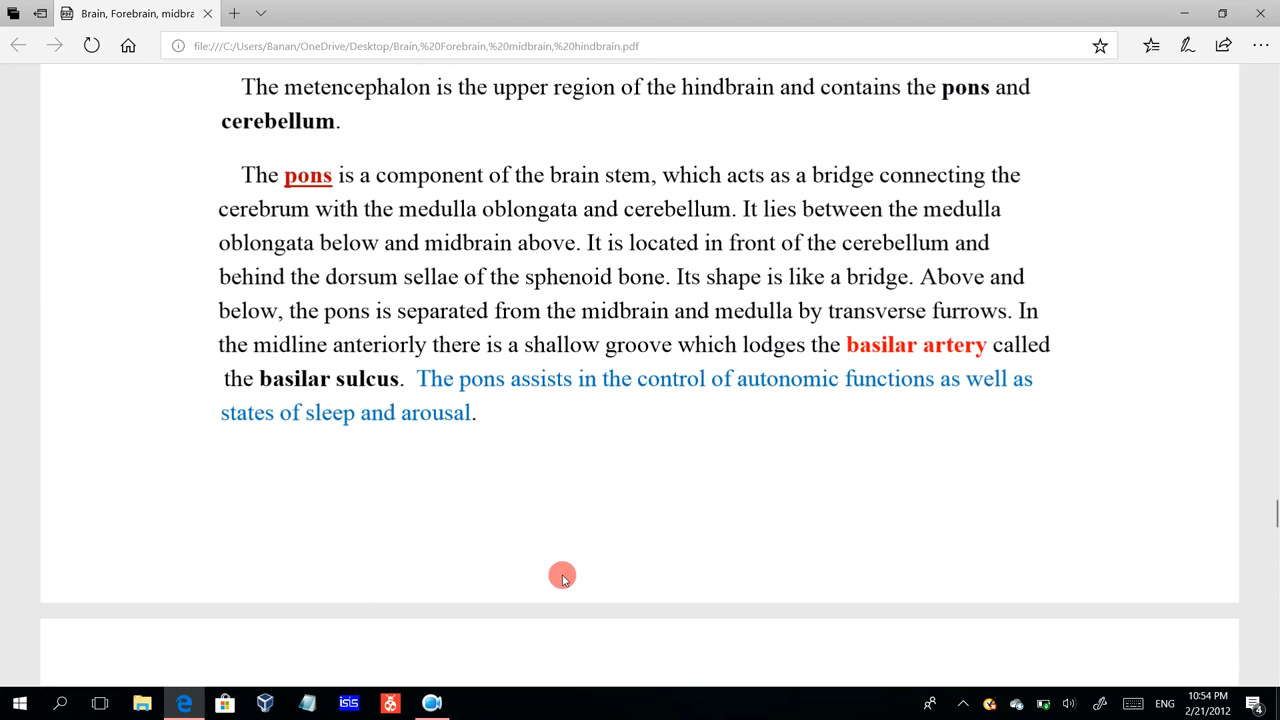 Brain, Forebrain, midbra
file:///C:/Users/Banan/OneDrive/Desktop/Brain,%20Forebrain,%20midbrain,%20hindbrain.pdf
The metencephalon is the upper region of the hindbrain and contains the pons and
cerebellum.
The pons is a component of the brain stem, which acts as a bridge connecting the
cerebrum with the medulla oblongata and cerebellum. It lies between the medulla
oblongata below and midbrain above. It is located in front of the cerebellum and
behind the dorsum sellae of the sphenoid bone. Its shape is like a bridge. Above and
below, the pons is separated from the midbrain and medulla by transverse furrows. In
the midline anteriorly there is a shallow groove which lodges the basilar artery called
the basilar sulcus. The pons assists in the control of autonomic functions as well as
states of sleep and arousal.
isis
ENG
10:54 PM
2/21/2012
4